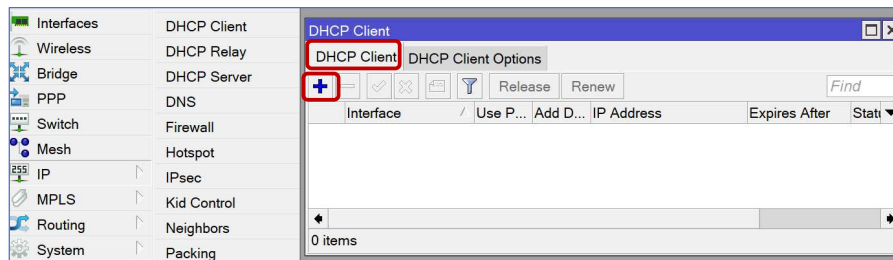 Interfaces
Wireless
Bridge
PPP
Switch
Mesh
255
IP
MPLS
Routing
System
DHCP Client
DHCP Relay
DHCP Server
DNS
Firewall
Hotspot
IPsec
Kid Control
Neighbors
Packing
DHCP Client
DHCP Client DHCP Client Options
Release Renew Find
Interface / Use P... Add D... IP Address Expires After Statu
0 items